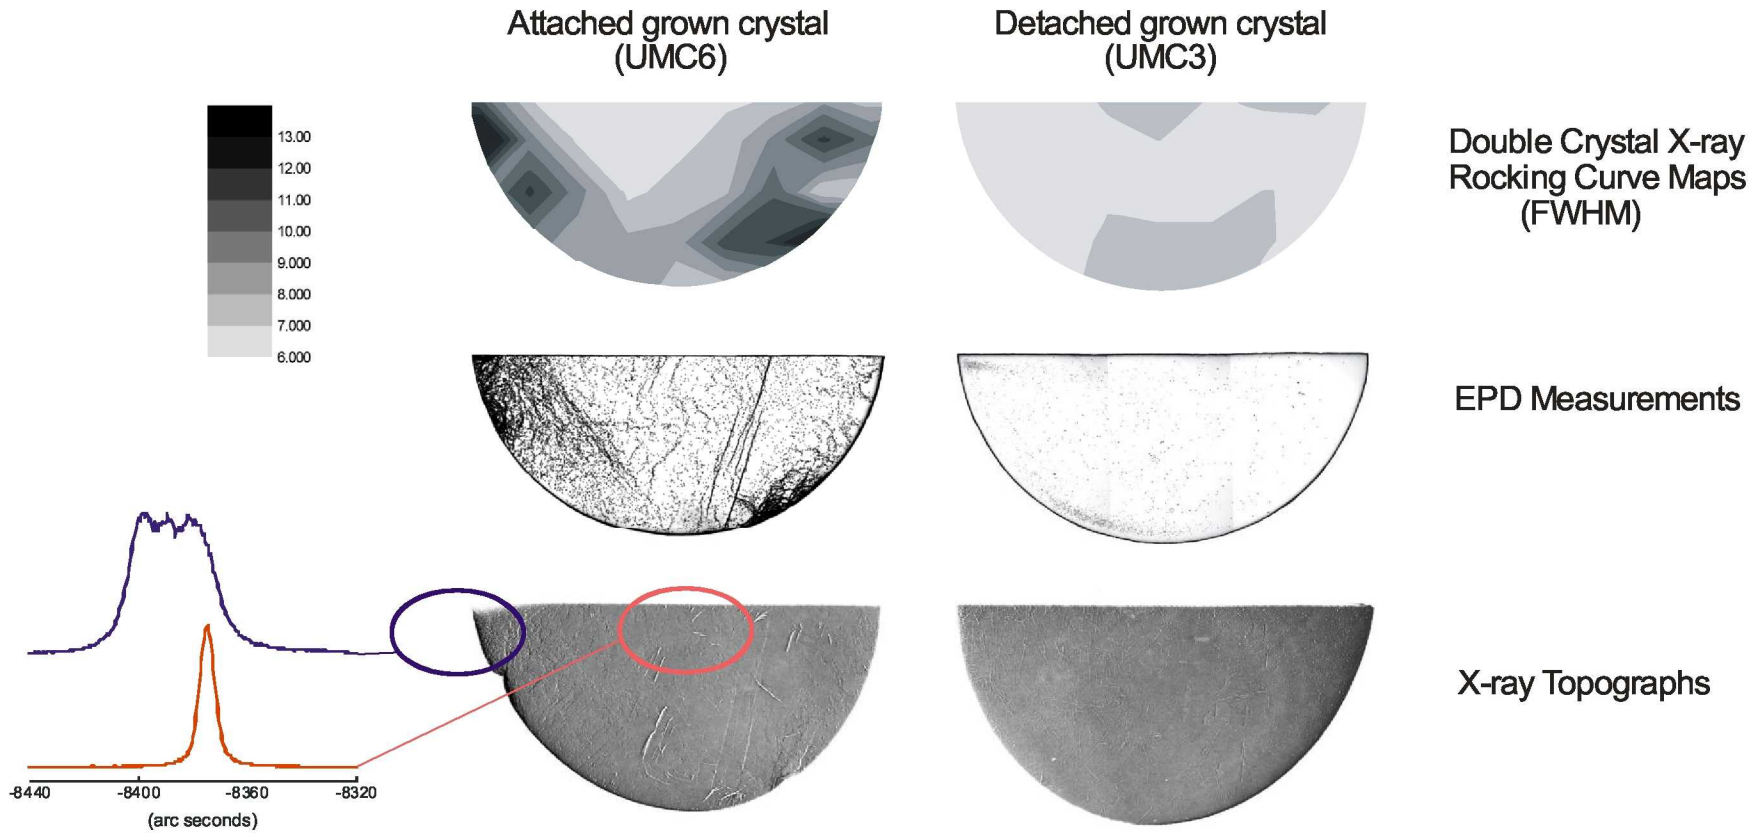 Attached grown crystal
(UMC6)
Detached grown crystal
(UMC3)
13.00
12.00
11.00
10.00
9.000
8.000
7.000
6.000
Double Crystal X-ray
Rocking Curve Maps
(FWHM)
EPD Measurements
X-ray Topographs
-8440 -8400 -8360 -8320
(arc seconds)